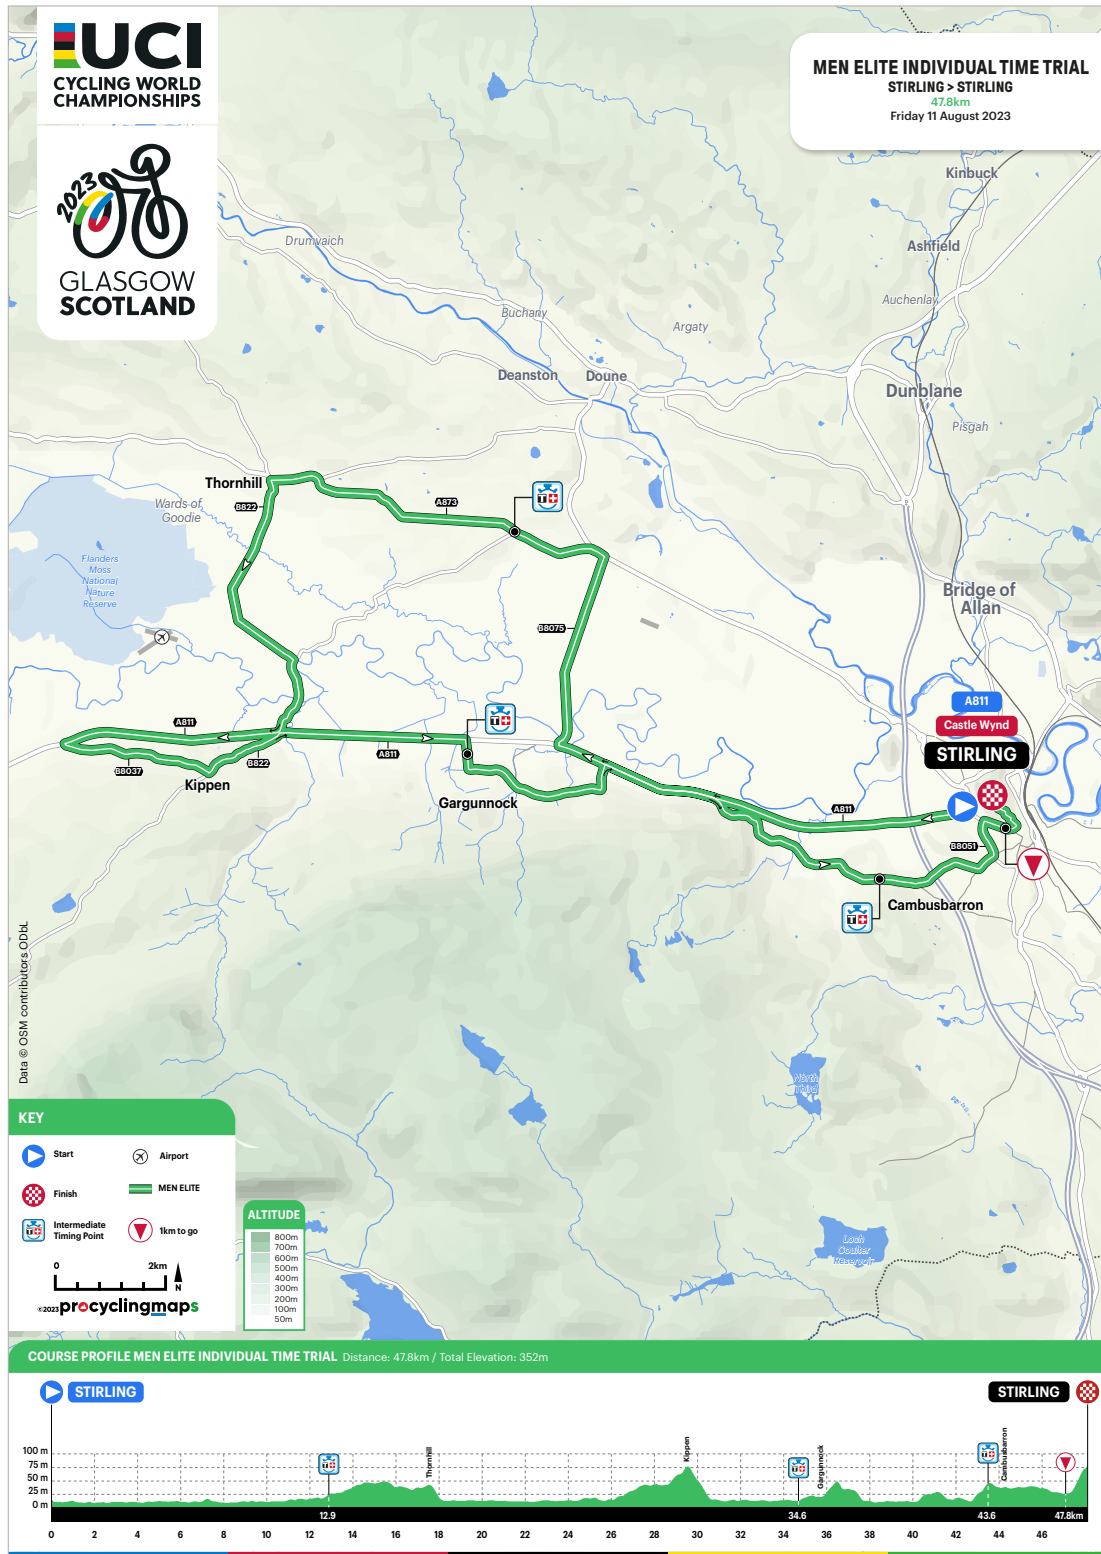 UCI
CYCLING WORLD
CHAMPIONSHIPS
2023
GLASGOW
SCOTLAND
MEN ELITE INDIVIDUAL TIME TRIAL
STIRLING > STIRLING
47.8km
Friday 11 August 2023
Kinbuck
Drumvaich
Ashfield
Auchenlay
Buchany
Argaty
Deanston
Doune
Dunblane
Pisgah
Thornhill
Wards of
Goodie
B822
A873
Flanders
Moss
National
Nature
Reserve
Bridge of
Allan
B8075
A811
Castle Wynd
STIRLING
A811
A811
B8037
B822
Kippen
Gargunnock
A811
B8051
Cambusbarron
North
Third
Loch
Coulter
Reservoir
Data © OSM contributors ODbL
KEY
Start
Airport
Finish
MEN ELITE
Intermediate
Timing Point
1km to go
0 2km
N
©2023 procyclingmaps
ALTITUDE
800m
700m
600m
500m
400m
300m
200m
100m
50m
COURSE PROFILE MEN ELITE INDIVIDUAL TIME TRIAL Distance: 47.8km / Total Elevation: 352m
STIRLING
STIRLING
100 m
75 m
50 m
25 m
0 m
Thornhill
Kippen
Gargunnock
Cambusbarron
12.9 34.6 43.6 47.8km
0 2 4 6 8 10 12 14 16 18 20 22 24 26 28 30 32 34 36 38 40 42 44 46